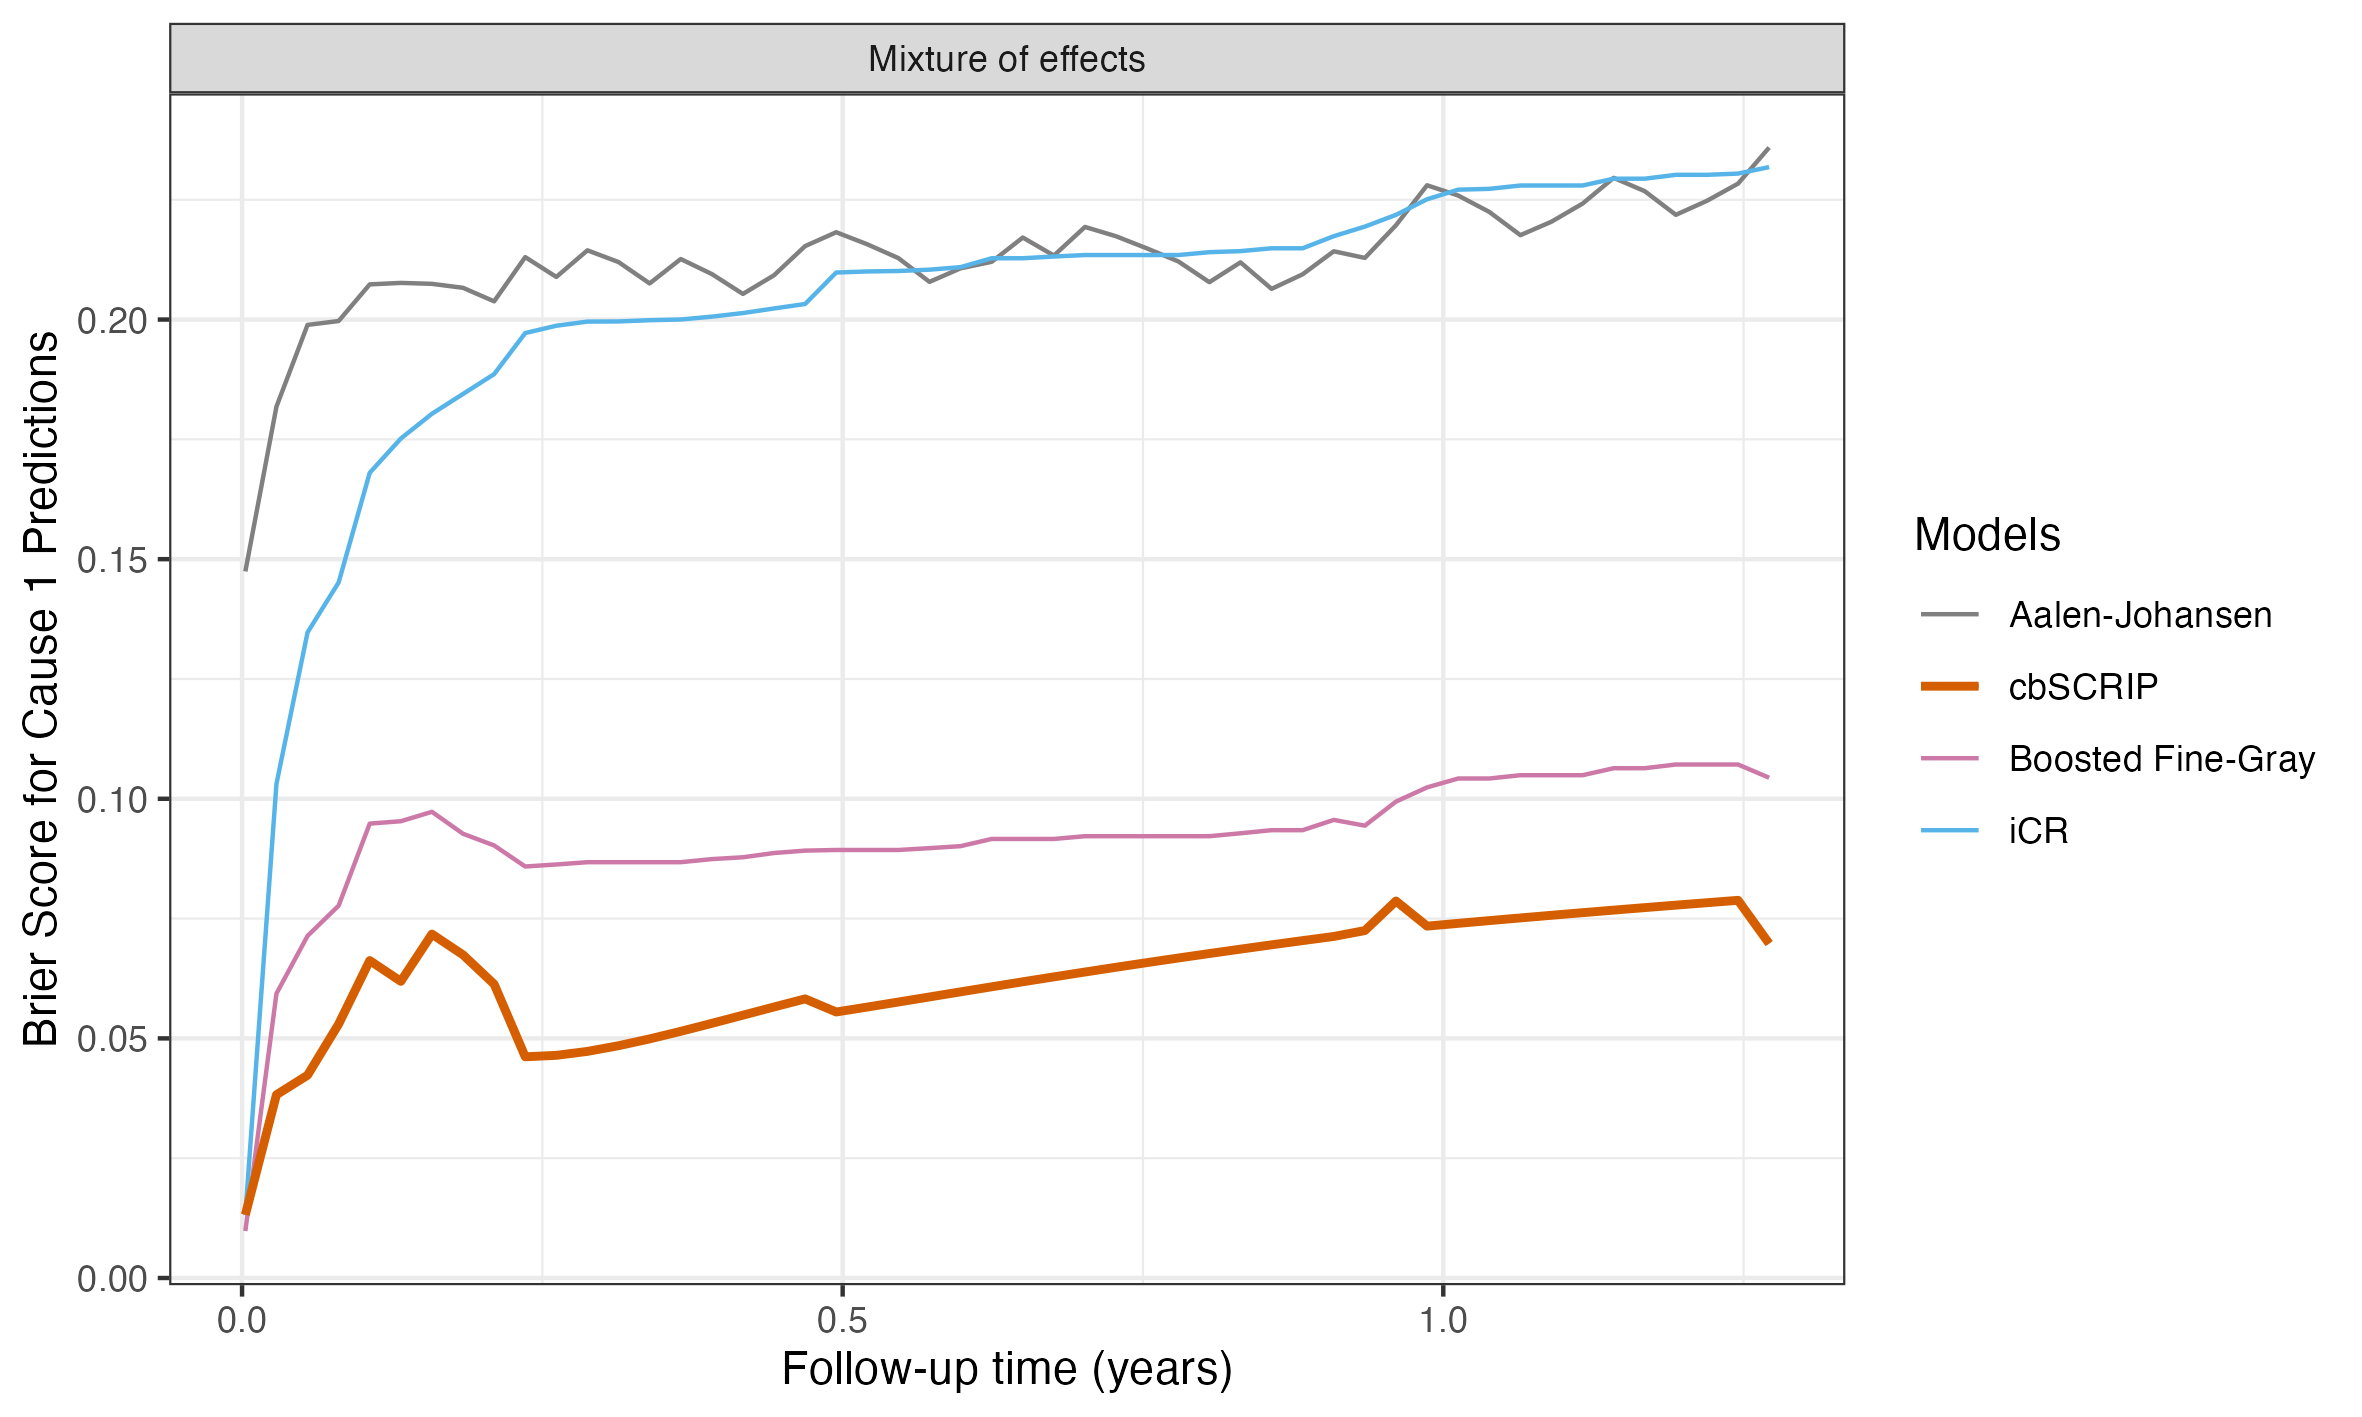 Mixture of effects
Brier Score for Cause 1 Predictions
0.20
0.15
0.10
0.05
0.00
0.0
0.5
1.0
Follow-up time (years)
Models
Aalen-Johansen
cbSCRIP
Boosted Fine-Gray
iCR